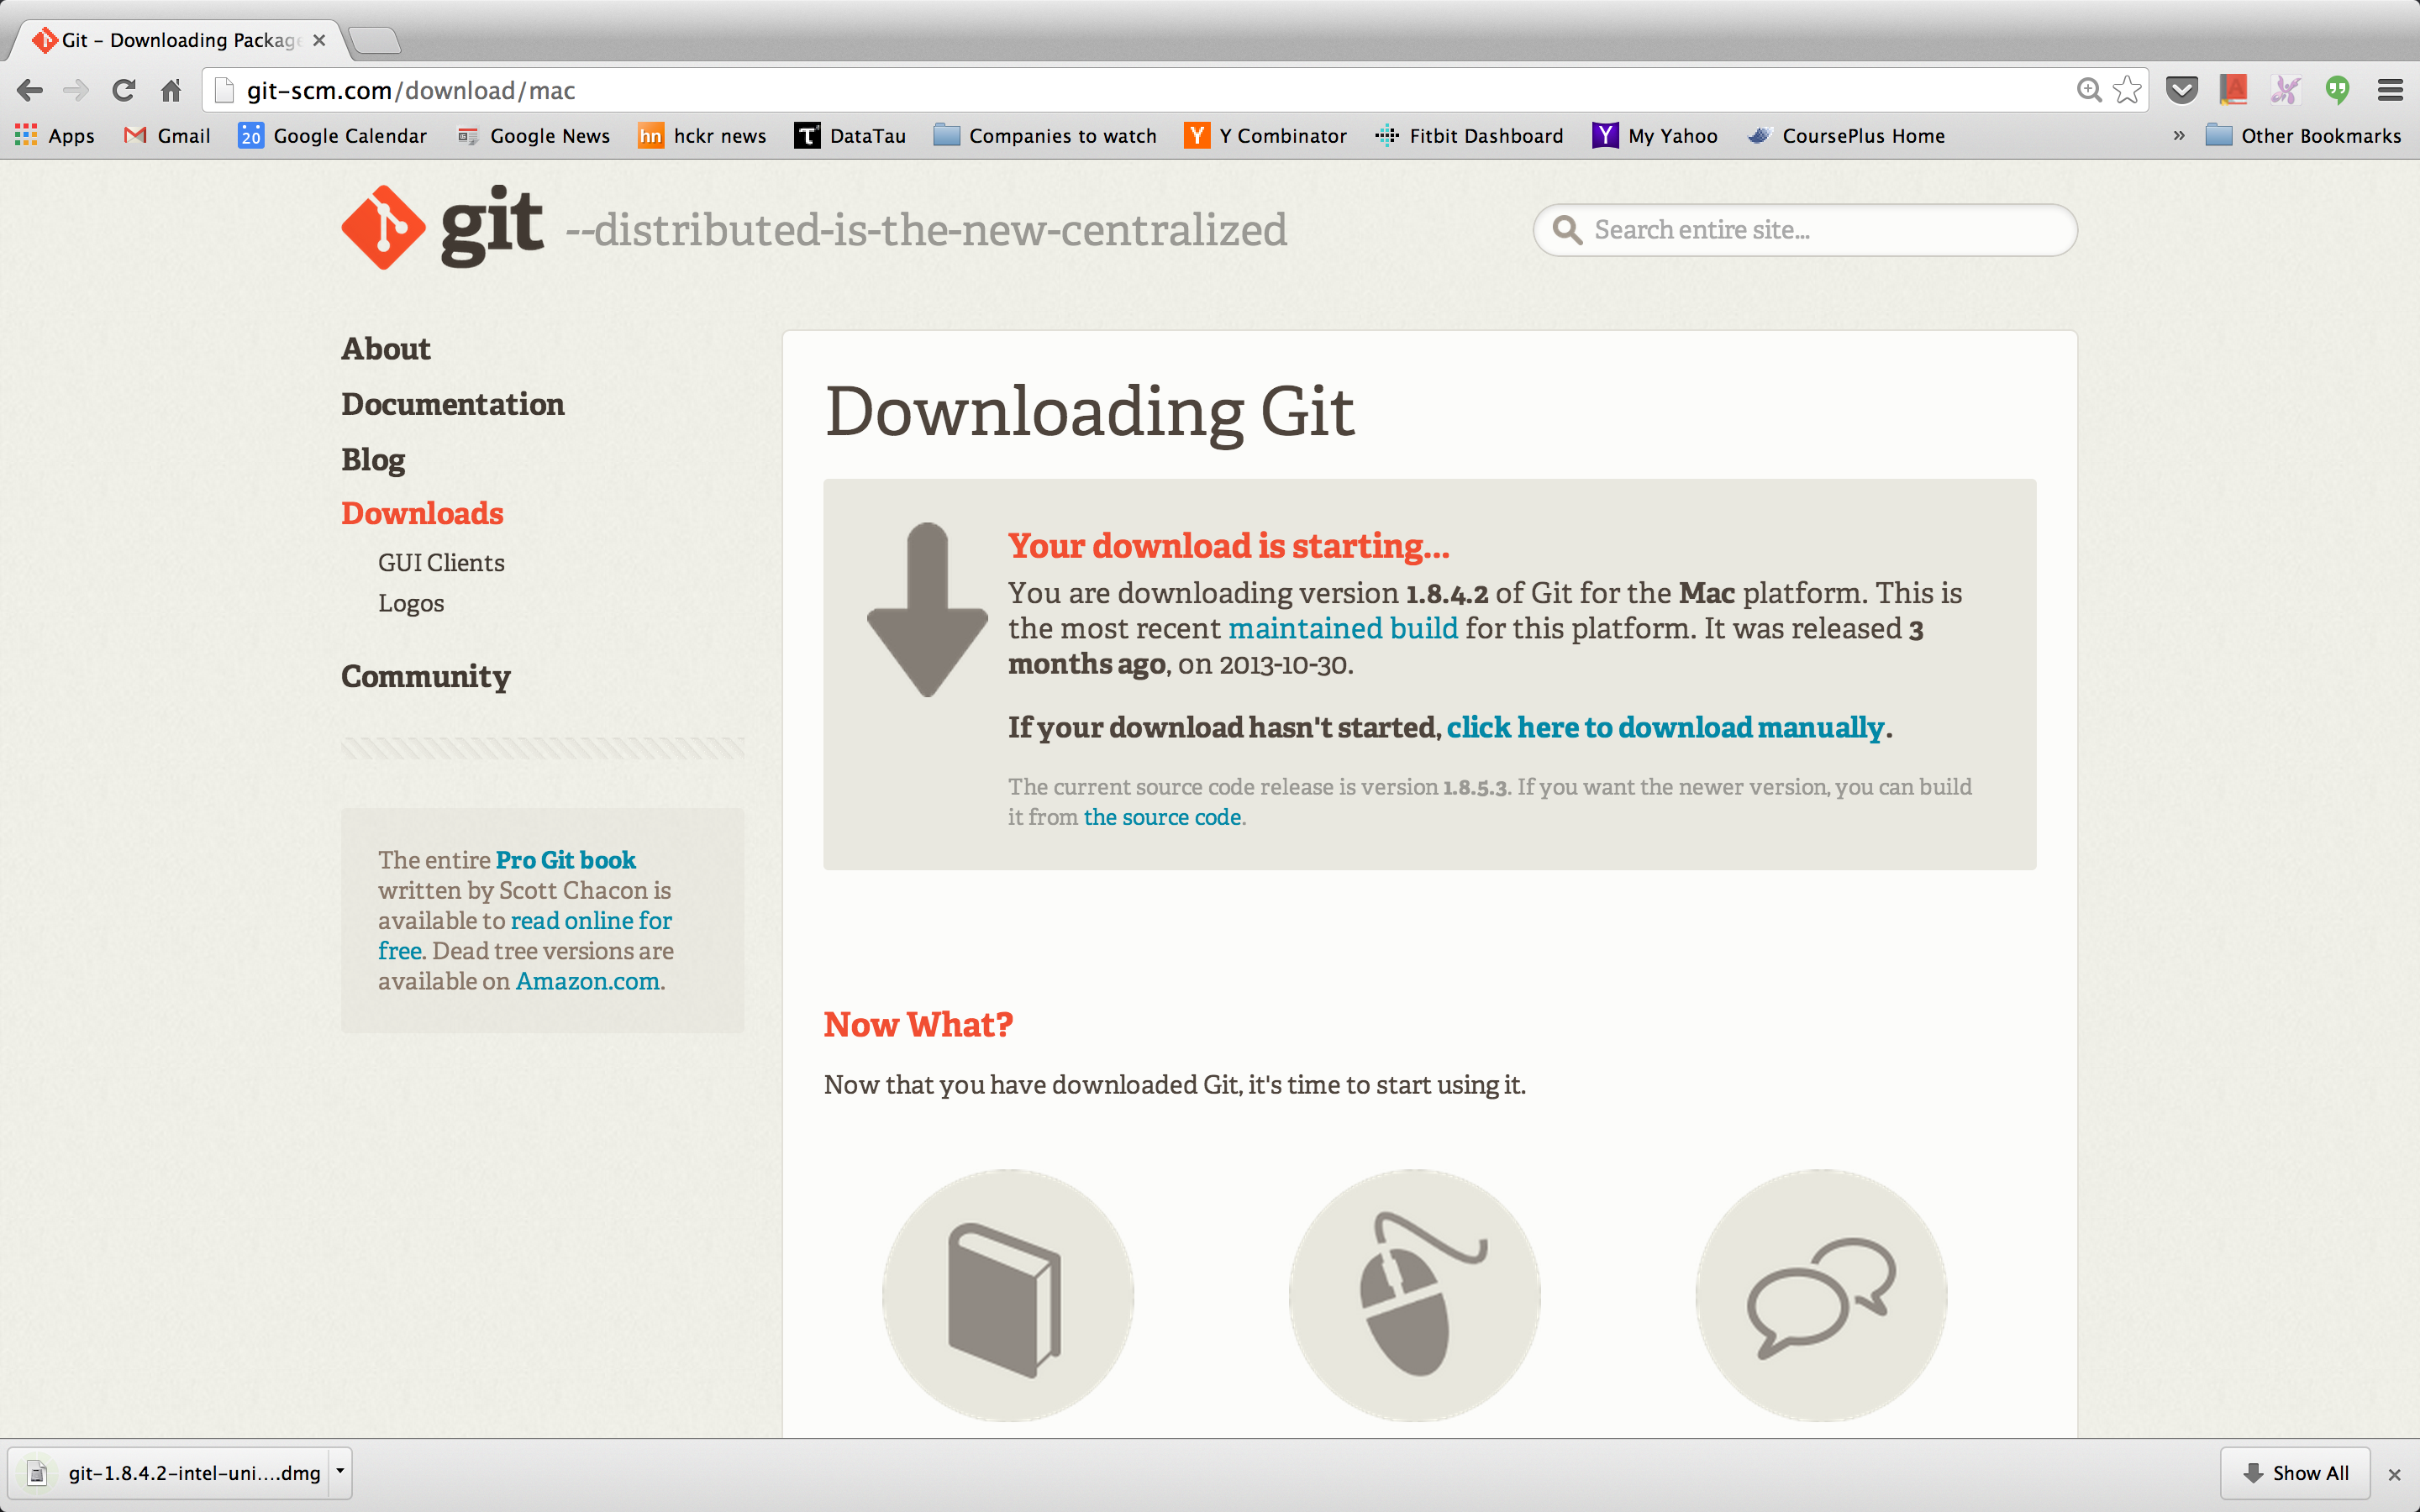 Git – Downloading Package
git-scm.com/download/mac
Apps Gmail 20 Google Calendar Google News hn hckr news DataTau Companies to watch Y Combinator Fitbit Dashboard My Yahoo CoursePlus Home » Other Bookmarks
git --distributed-is-the-new-centralized
Search entire site...
About
Documentation
Blog
Downloads
GUI Clients
Logos
Community
The entire Pro Git book
written by Scott Chacon is
available to read online for
free. Dead tree versions are
available on Amazon.com.
Downloading Git
Your download is starting...
You are downloading version 1.8.4.2 of Git for the Mac platform. This is
the most recent maintained build for this platform. It was released 3
months ago, on 2013-10-30.
If your download hasn't started, click here to download manually.
The current source code release is version 1.8.5.3. If you want the newer version, you can build
it from the source code.
Now What?
Now that you have downloaded Git, it's time to start using it.
git-1.8.4.2-intel-uni....dmg
Show All